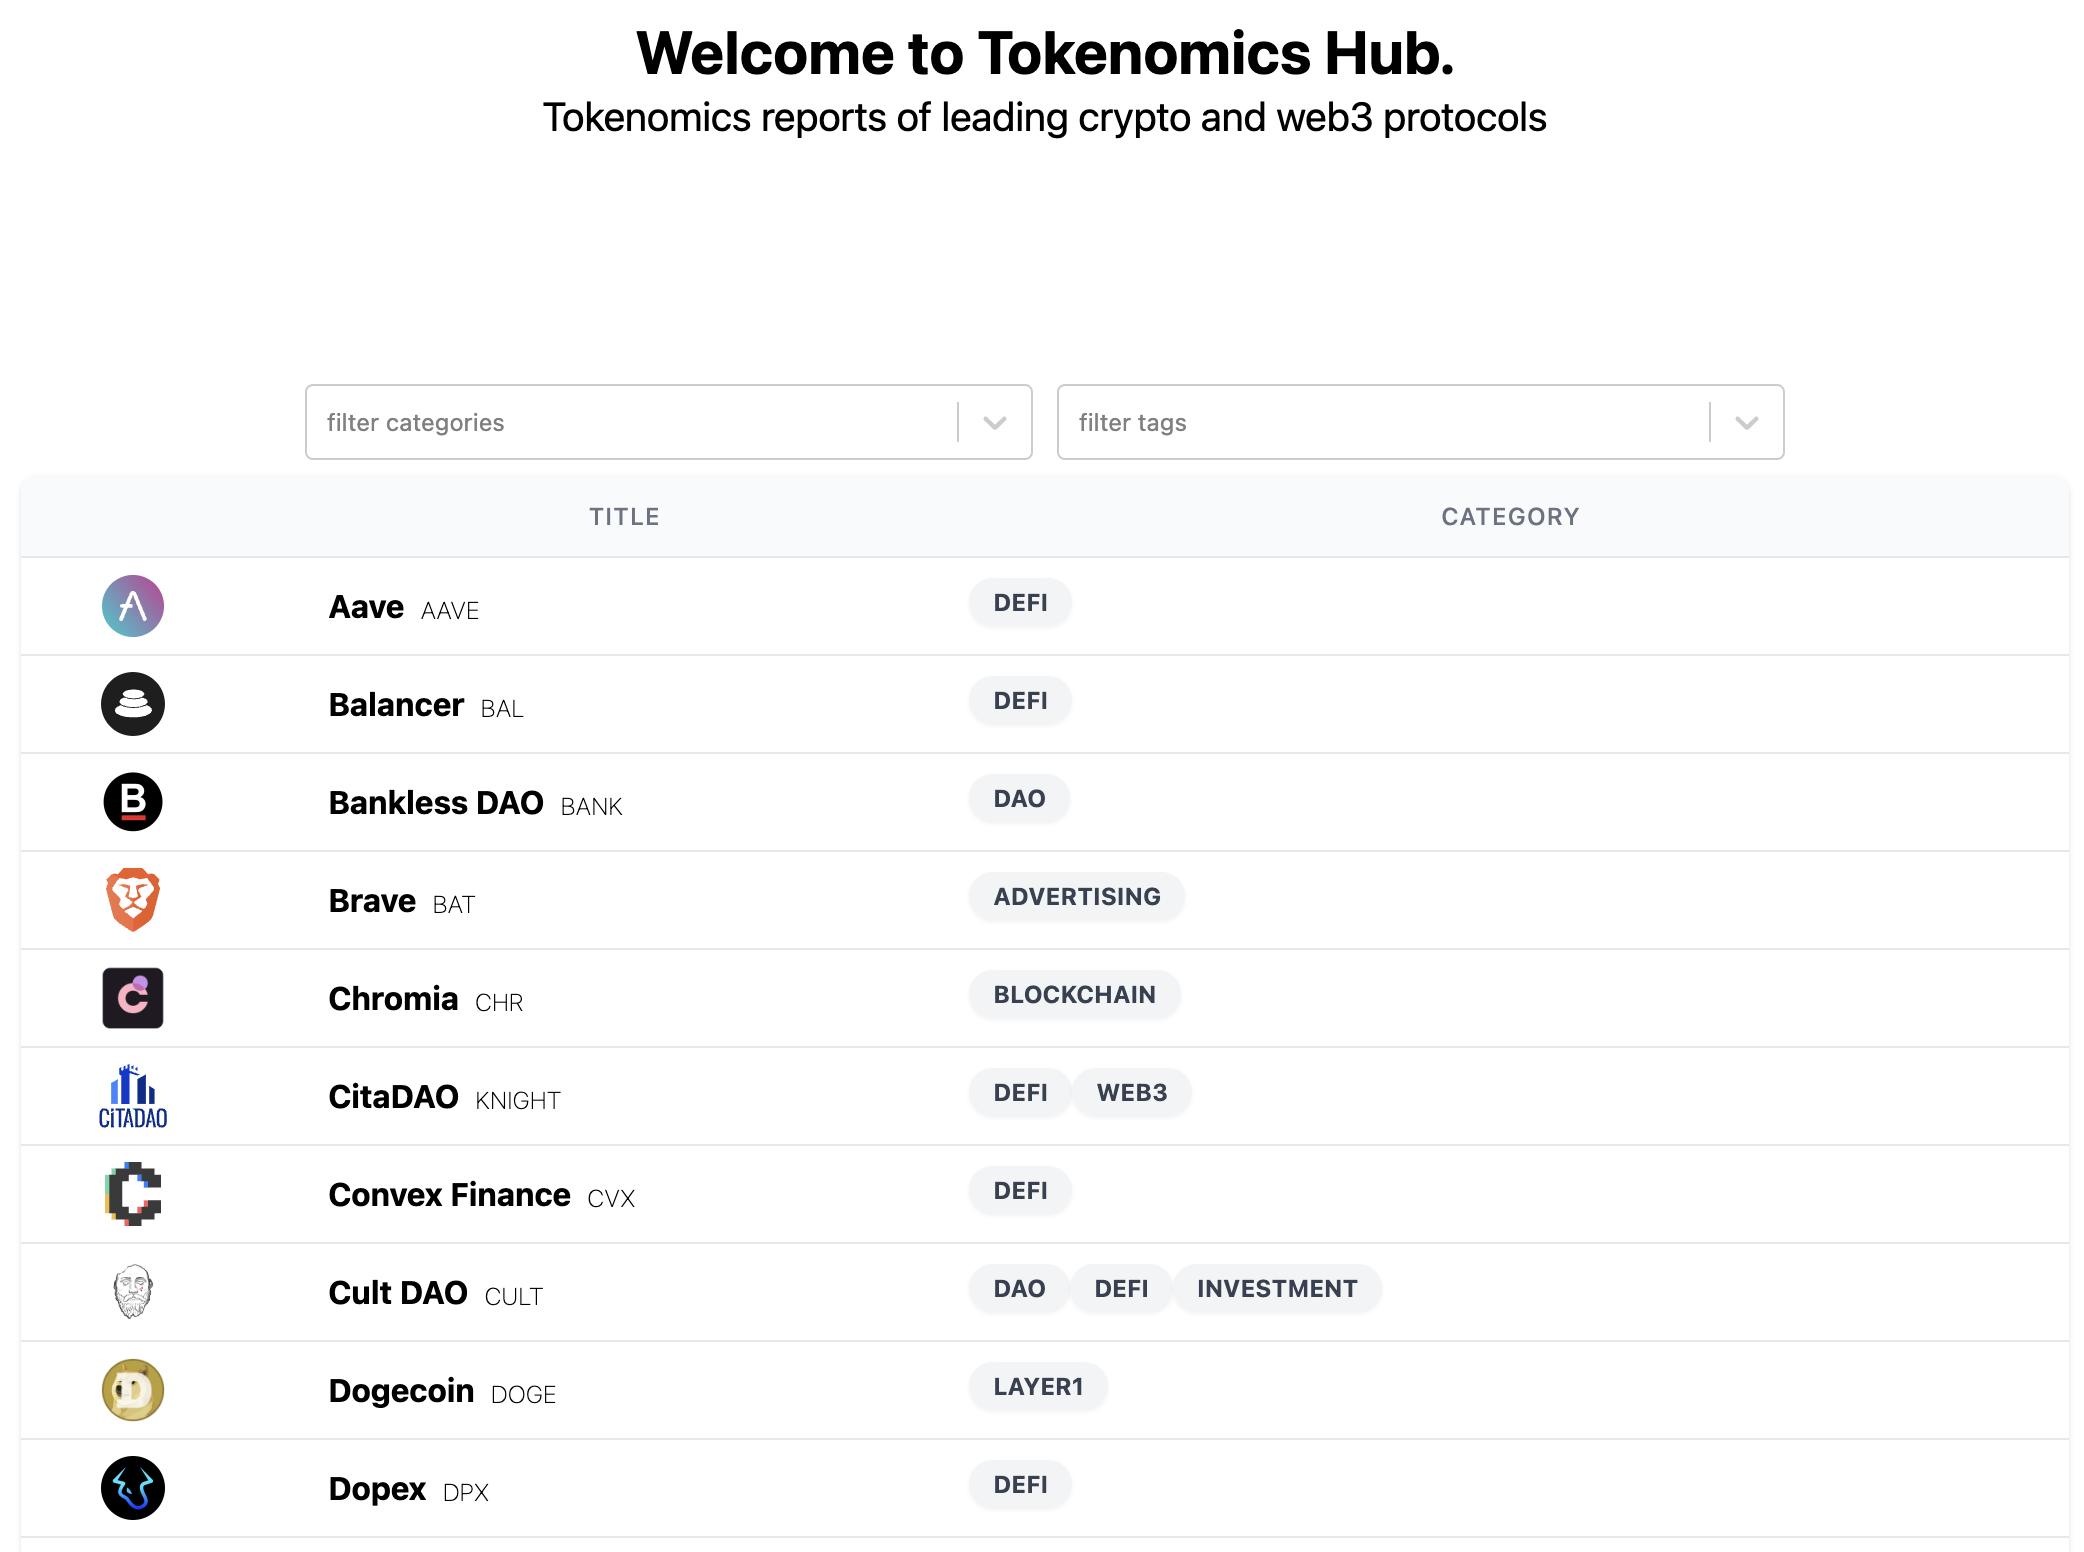 Welcome to Tokenomics Hub.
Tokenomics reports of leading crypto and web3 protocols
filter categories filter tags
TITLE CATEGORY
Aave AAVE DEFI
Balancer BAL DEFI
B Bankless DAO BANK DAO
Brave BAT ADVERTISING
C Chromia CHR BLOCKCHAIN
CiTADAO CitaDAO KNIGHT DEFI WEB3
Convex Finance CVX DEFI
Cult DAO CULT DAO DEFI INVESTMENT
D Dogecoin DOGE LAYER1
Dopex DPX DEFI